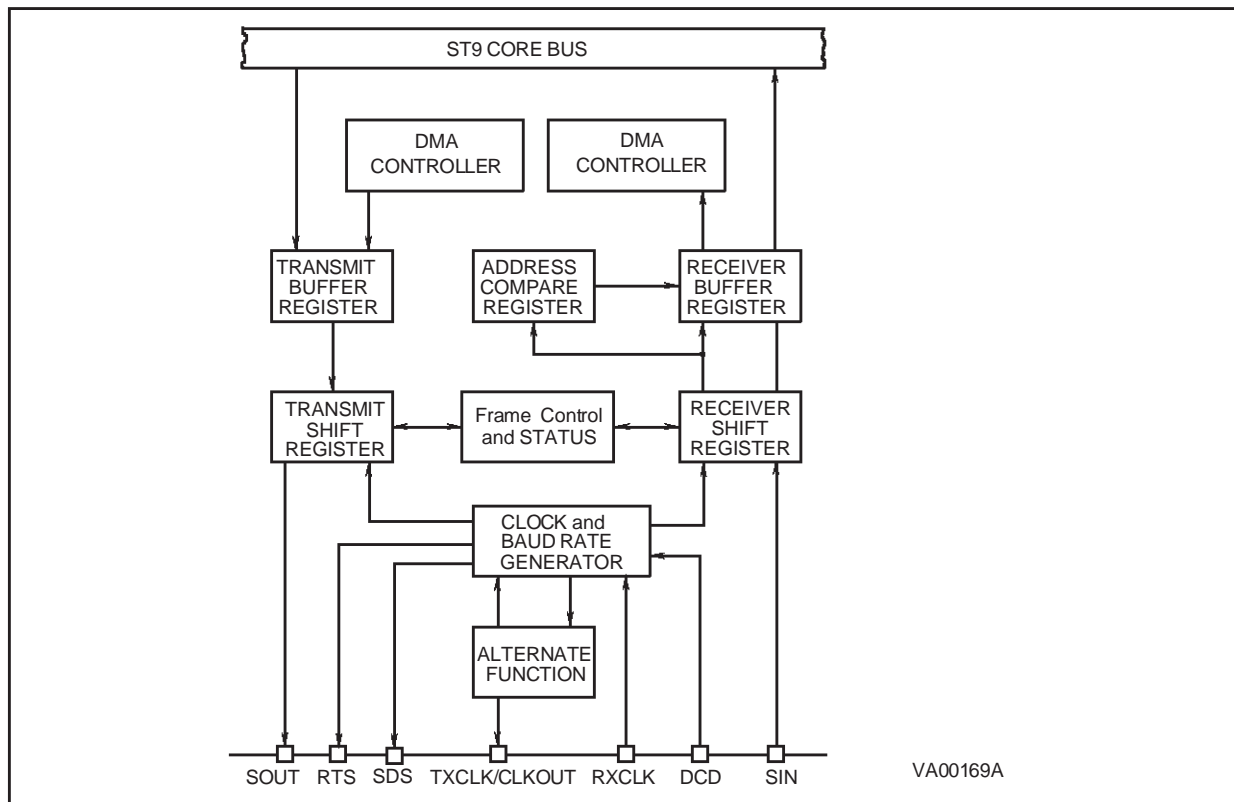 ST9 CORE BUS
DMA
CONTROLLER
DMA
CONTROLLER
TRANSMIT
BUFFER
REGISTER
ADDRESS
COMPARE
REGISTER
RECEIVER
BUFFER
REGISTER
TRANSMIT
SHIFT
REGISTER
Frame Control
and STATUS
RECEIVER
SHIFT
REGISTER
CLOCK and
BAUD RATE
GENERATOR
ALTERNATE
FUNCTION
SOUT RTS SDS TXCLK/CLKOUT RXCLK DCD SIN
VA00169A